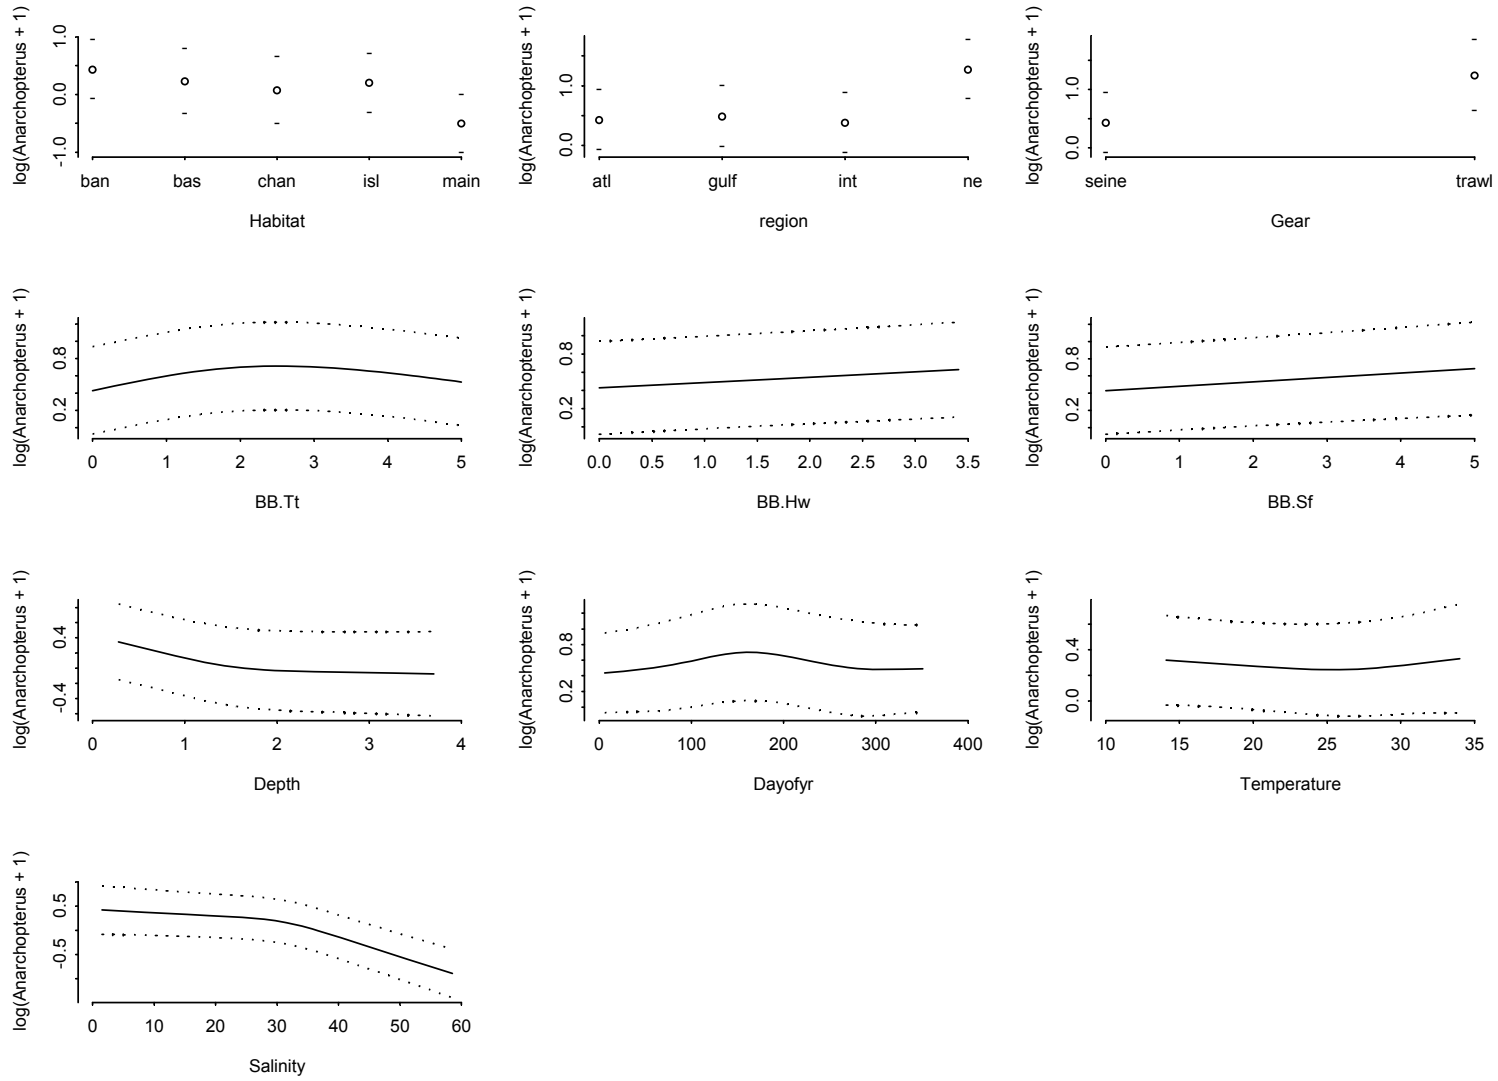 log(Anarchopterus + 1)
1.0
0.0
-1.0
ban bas chan isl main
Habitat
log(Anarchopterus + 1)
1.0
0.0
atl gulf int ne
region
log(Anarchopterus + 1)
1.0
0.0
seine trawl
Gear
log(Anarchopterus + 1)
0.8
0.2
0 1 2 3 4 5
BB.Tt
log(Anarchopterus + 1)
0.8
0.2
0.0 0.5 1.0 1.5 2.0 2.5 3.0 3.5
BB.Hw
log(Anarchopterus + 1)
0.8
0.2
0 1 2 3 4 5
BB.Sf
log(Anarchopterus + 1)
0.4
-0.4
0 1 2 3 4
Depth
log(Anarchopterus + 1)
0.8
0.2
0 100 200 300 400
Dayofyr
log(Anarchopterus + 1)
0.4
0.0
10 15 20 25 30 35
Temperature
log(Anarchopterus + 1)
0.5
-0.5
0 10 20 30 40 50 60
Salinity